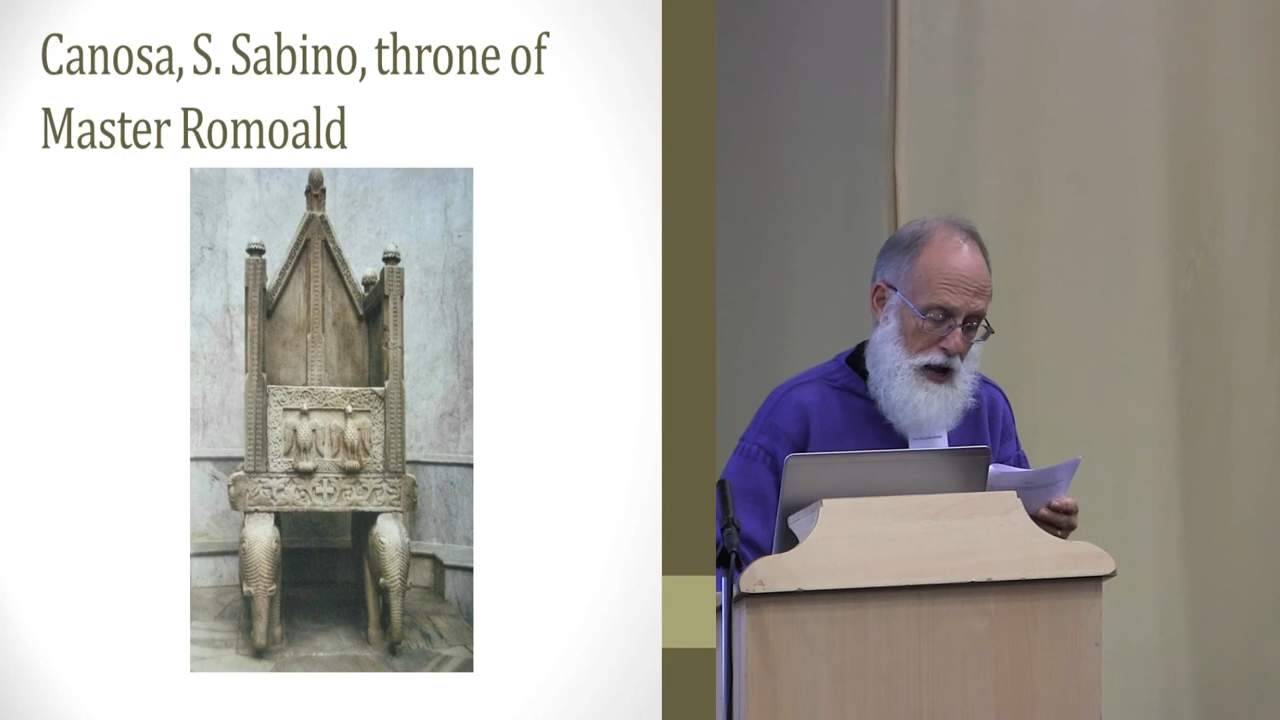 Canosa, S. Sabino, throne of
Master Romoald